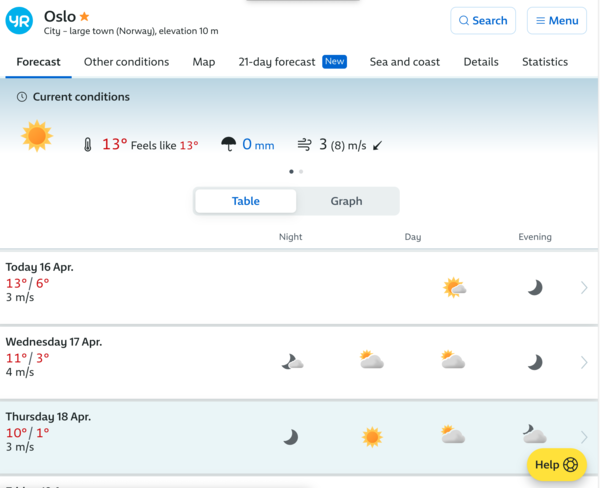 YR
Oslo
City – large town (Norway), elevation 10 m
Search
Menu
Forecast
Other conditions
Map
21-day forecast New
Sea and coast
Details
Statistics
Current conditions
13° Feels like 13°
0 mm
3 (8) m/s
Table
Graph
Night
Day
Evening
Today 16 Apr.
13°/ 6°
3 m/s
Wednesday 17 Apr.
11°/ 3°
4 m/s
Thursday 18 Apr.
10°/ 1°
3 m/s
Help